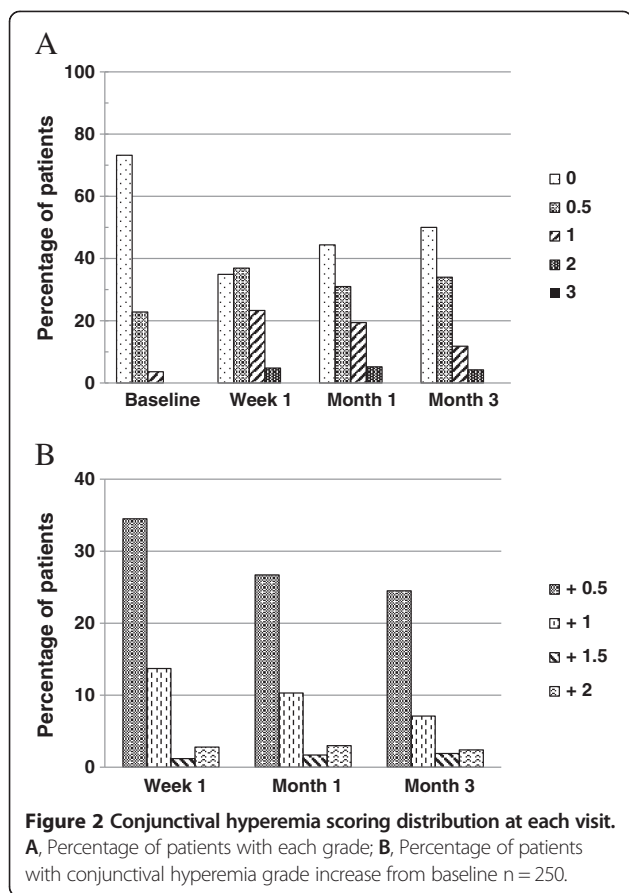 A
Percentage of patients
100
80
60
40
20
0
Baseline Week 1 Month 1 Month 3
0
0.5
1
2
3
B
Percentage of patients
40
30
20
10
0
Week 1 Month 1 Month 3
+ 0.5
+ 1
+ 1.5
+ 2
Figure 2 Conjunctival hyperemia scoring distribution at each visit.
A, Percentage of patients with each grade; B, Percentage of patients
with conjunctival hyperemia grade increase from baseline n = 250.